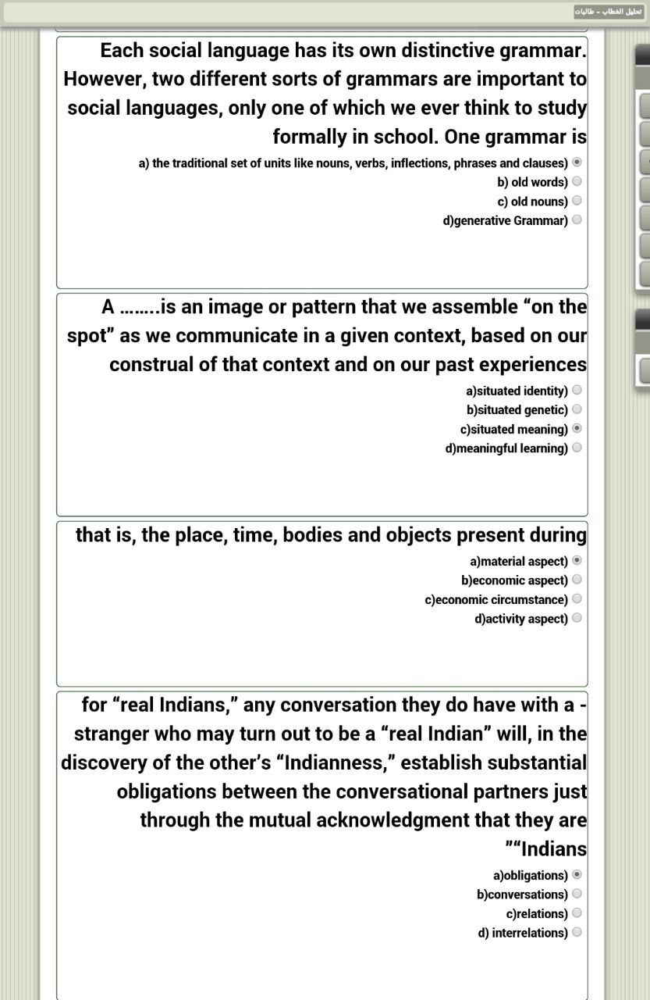 تحليل الخطاب - طالبات
Each social language has its own distinctive grammar.
However, two different sorts of grammars are important to
social languages, only one of which we ever think to study
formally in school. One grammar is
a) the traditional set of units like nouns, verbs, inflections, phrases and clauses)
b) old words)
c) old nouns)
d)generative Grammar)
A ........is an image or pattern that we assemble “on the
spot” as we communicate in a given context, based on our
construal of that context and on our past experiences
a)situated identity)
b)situated genetic)
c)situated meaning)
d)meaningful learning)
that is, the place, time, bodies and objects present during
a)material aspect)
b)economic aspect)
c)economic circumstance)
d)activity aspect)
for “real Indians,” any conversation they do have with a -
stranger who may turn out to be a “real Indian” will, in the
discovery of the other’s “Indianness,” establish substantial
obligations between the conversational partners just
through the mutual acknowledgment that they are
”“Indians
a)obligations)
b)conversations)
c)relations)
d) interrelations)